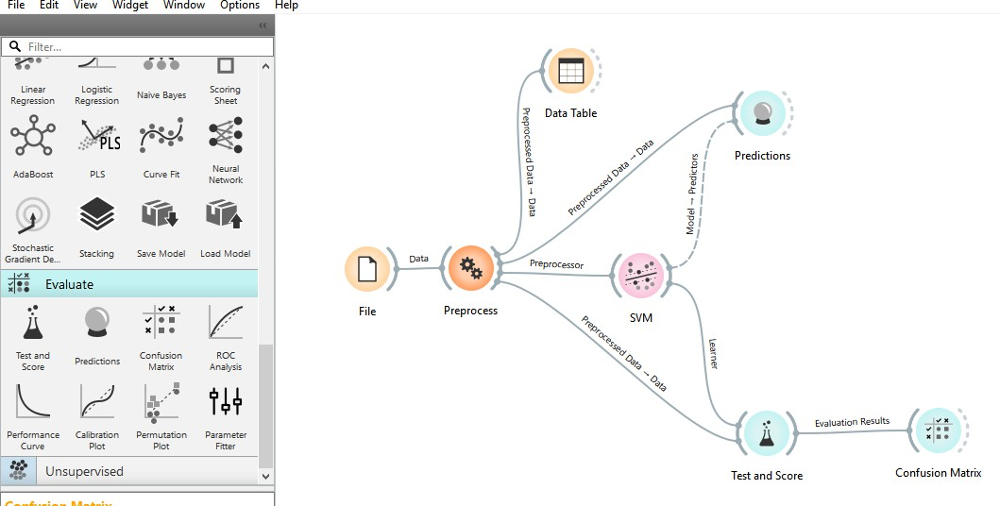 File Edit View Widget Window Options Help
Filter...
Linear Regression
Logistic Regression
Naive Bayes
Scoring Sheet
AdaBoost
PLS
PLS
Curve Fit
Neural Network
Stochastic Gradient De...
Stacking
Save Model
Load Model
Evaluate
Test and Score
Predictions
Confusion Matrix
ROC Analysis
Performance Curve
Calibration Plot
Permutation Plot
Parameter Fitter
Unsupervised
Confusion Matrix
Data Table
Predictions
Preprocessed Data → Data
Preprocessed Data → Data
Model → Predictors
File
Data
Preprocess
Preprocessor
SVM
Preprocessed Data → Data
Learner
Test and Score
Evaluation Results
Confusion Matrix